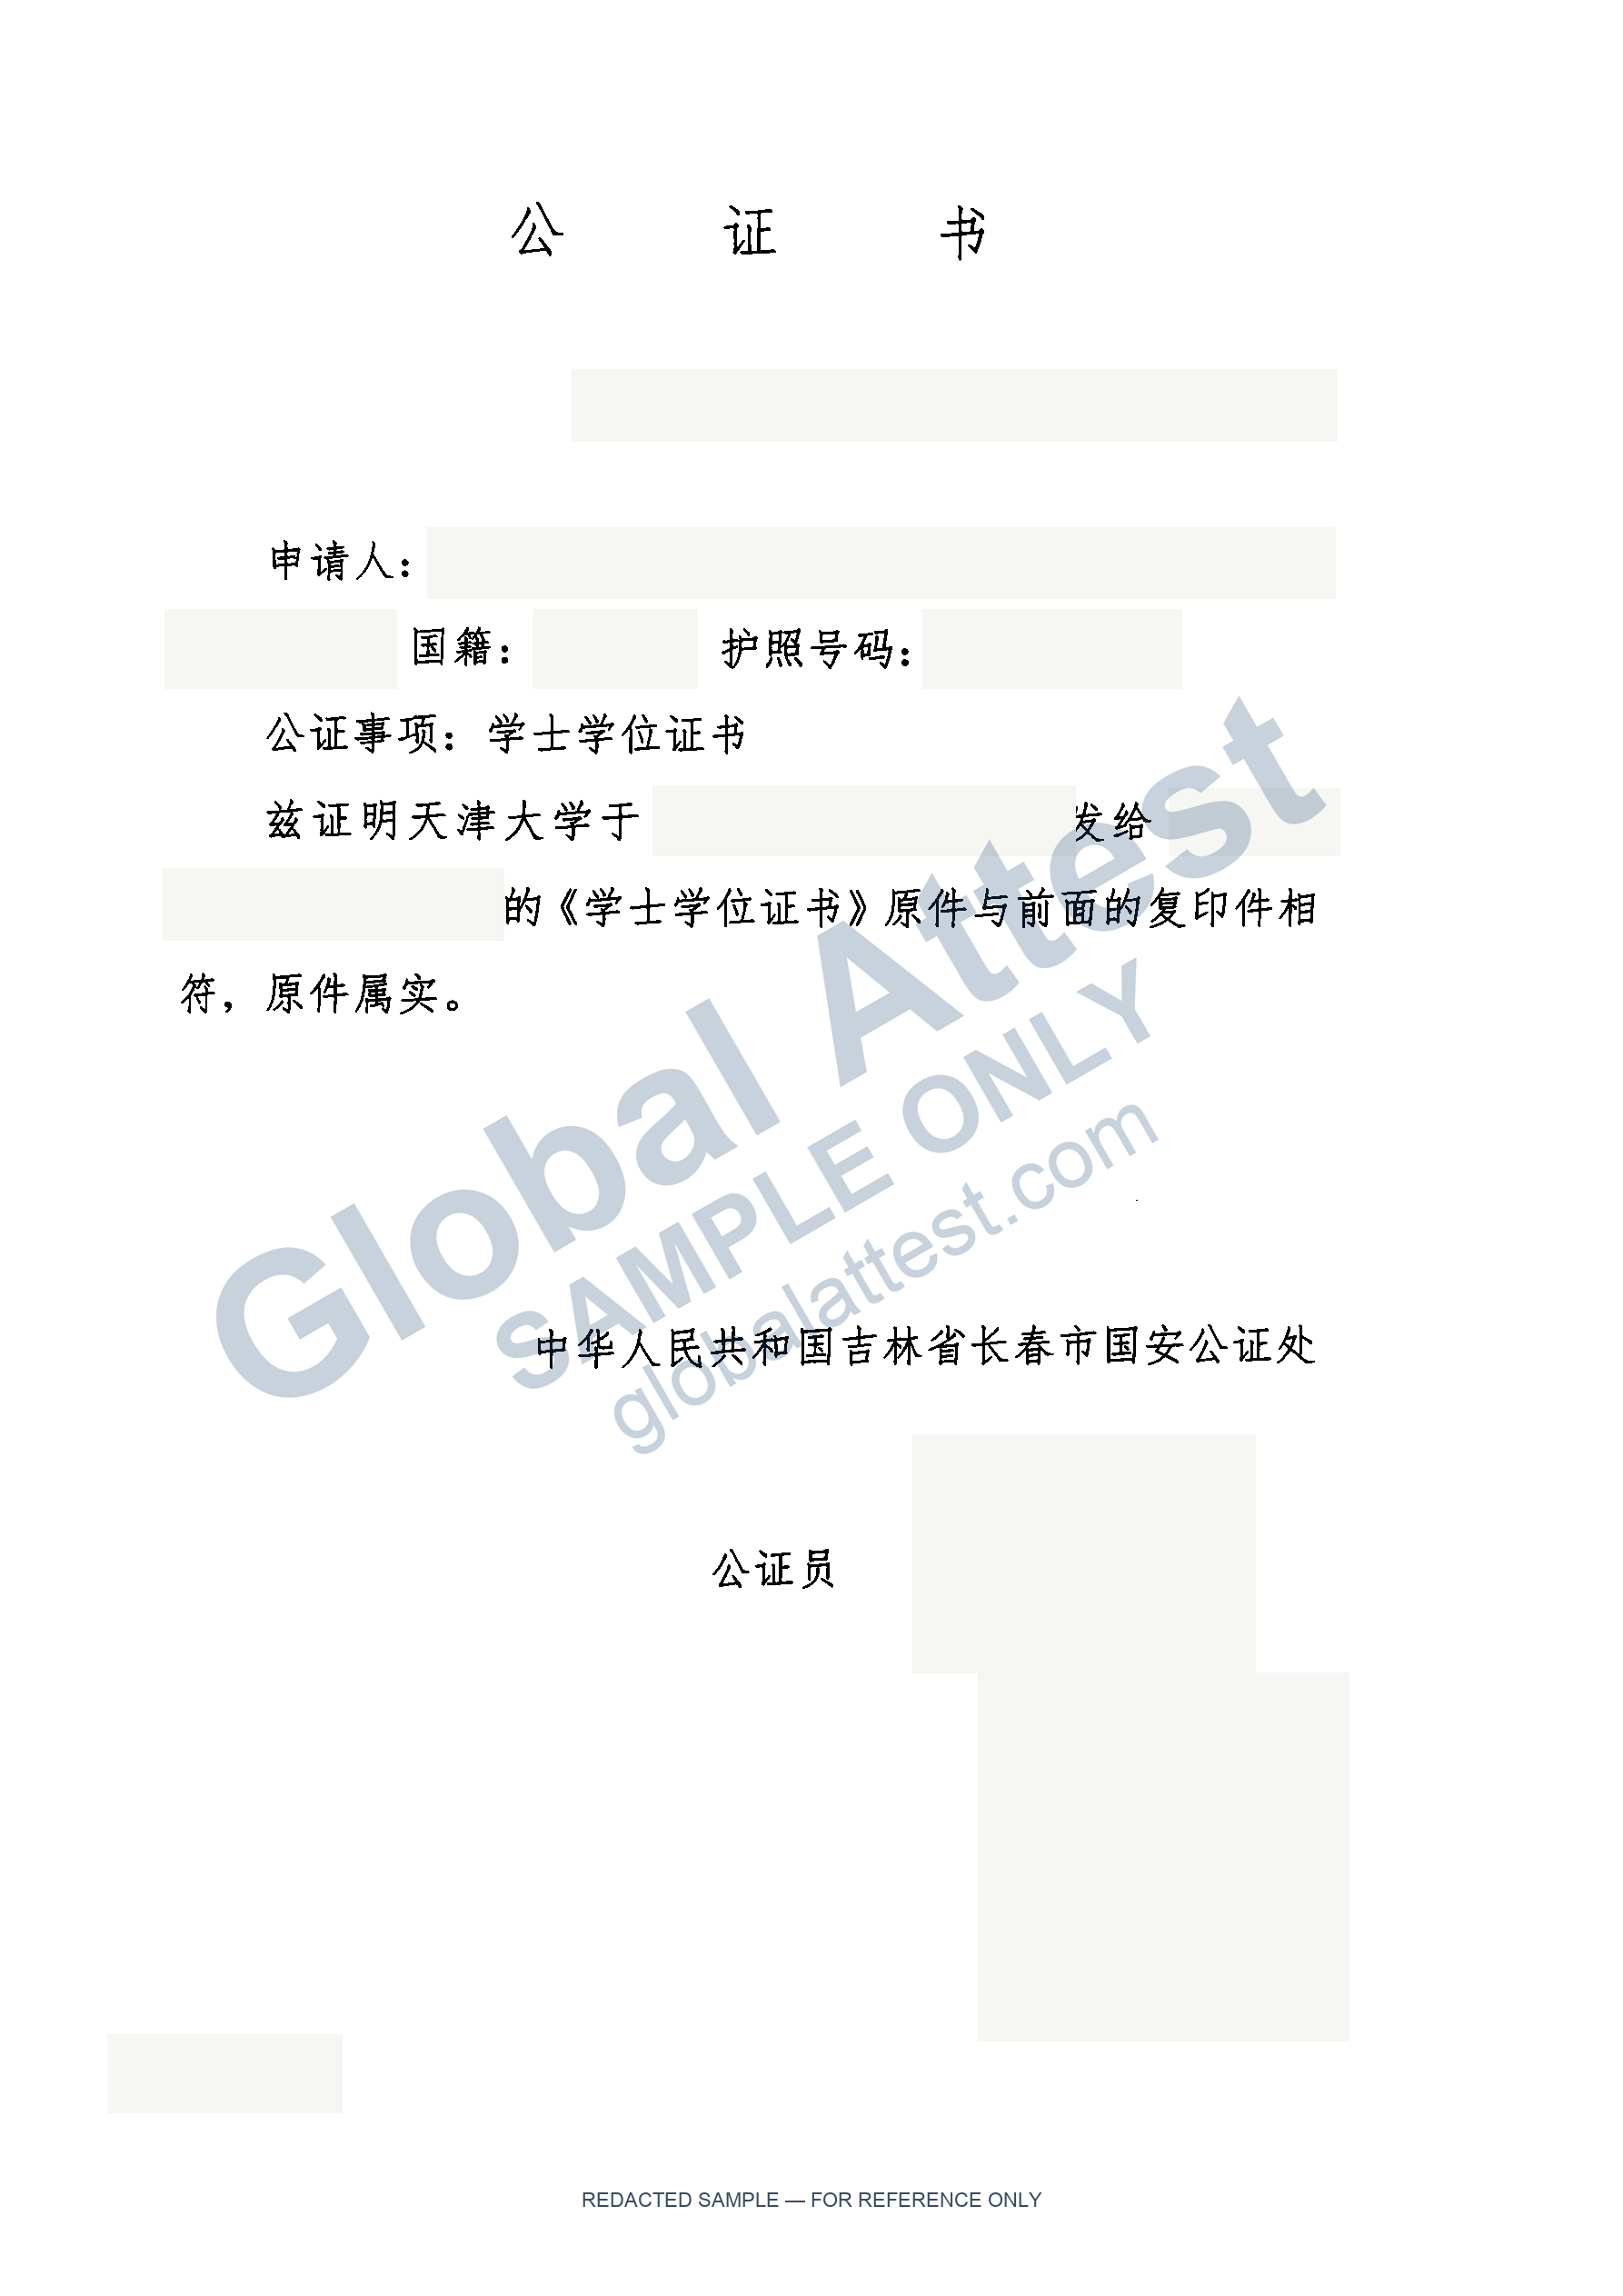 公 证 书
申请人：
国籍： 护照号码：
公证事项：学士学位证书
兹证明天津大学于 发给
的《学士学位证书》原件与前面的复印件相
符，原件属实。
Global Attest
SAMPLE ONLY
globalattest.com
中华人民共和国吉林省长春市国安公证处
公证员
REDACTED SAMPLE — FOR REFERENCE ONLY